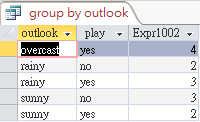 group by outlook
outlook play Expr1002
overcast yes 4
rainy no 2
rainy yes 3
sunny no 3
sunny yes 2